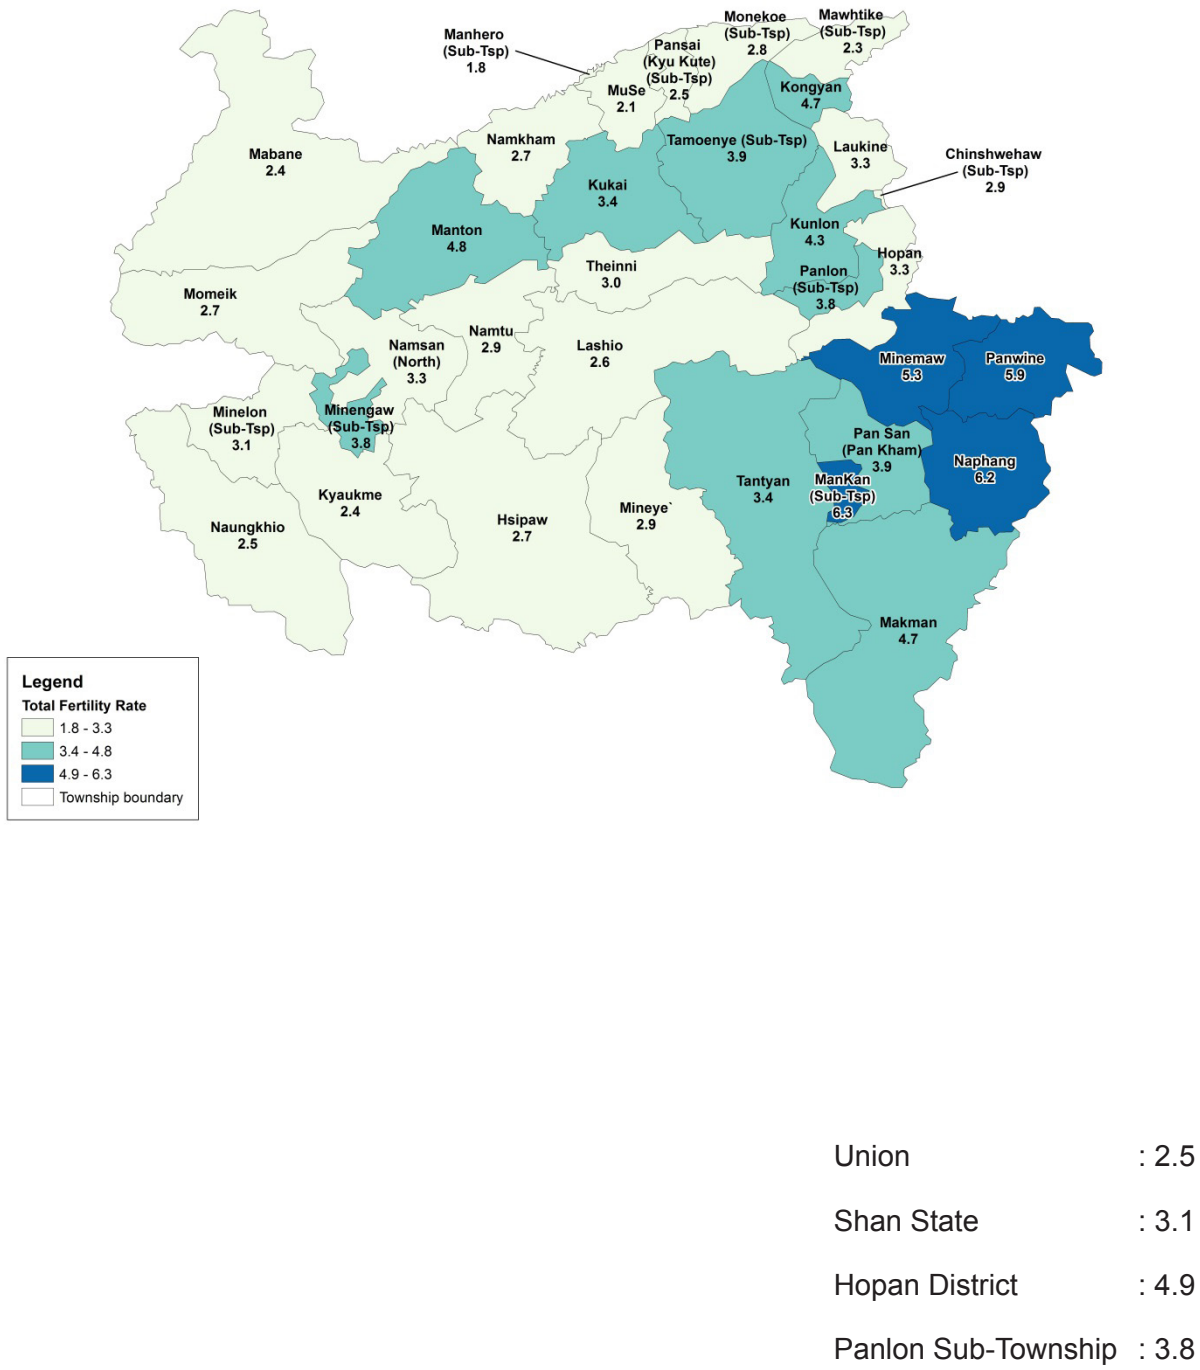 Monekoe
(Sub-Tsp)
2.8
Mawhtike
(Sub-Tsp)
2.3
Manhero
(Sub-Tsp)
1.8
Pansai
(Kyu Kute)
(Sub-Tsp)
2.5
MuSe
2.1
Kongyan
4.7
Namkham
2.7
Tamoenye (Sub-Tsp)
3.9
Laukine
3.3
Chinshwehaw
(Sub-Tsp)
2.9
Mabane
2.4
Kukai
3.4
Manton
4.8
Kunlon
4.3
Hopan
3.3
Theinni
3.0
Panlon
(Sub-Tsp)
3.8
Momeik
2.7
Namtu
2.9
Namsan
(North)
3.3
Lashio
2.6
Minemaw
5.3
Panwine
5.9
Minelon
(Sub-Tsp)
3.1
Minengaw
(Sub-Tsp)
3.8
Pan San
(Pan Kham)
3.9
Naphang
6.2
ManKan
(Sub-Tsp)
6.3
Tantyan
3.4
Kyaukme
2.4
Mineye`
2.9
Hsipaw
2.7
Naungkhio
2.5
Makman
4.7
Legend
Total Fertility Rate
1.8 - 3.3
3.4 - 4.8
4.9 - 6.3
Township boundary
Union : 2.5
Shan State : 3.1
Hopan District : 4.9
Panlon Sub-Township : 3.8